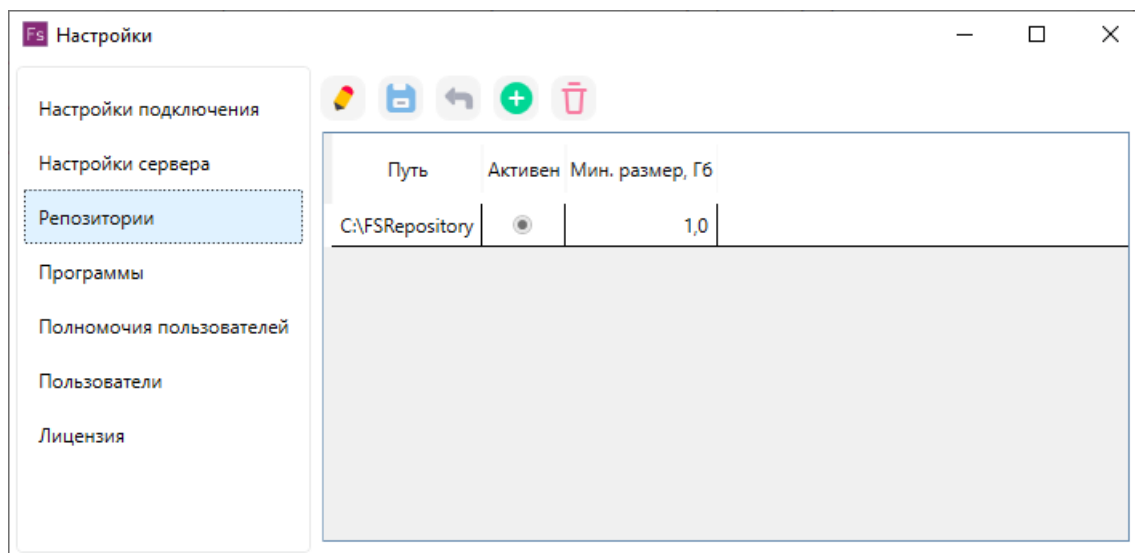 Fs Настройки
Настройки подключения
Настройки сервера
Репозитории
Программы
Полномочия пользователей
Пользователи
Лицензия
Путь Активен Мин. размер, Гб
C:\FSRepository 1,0